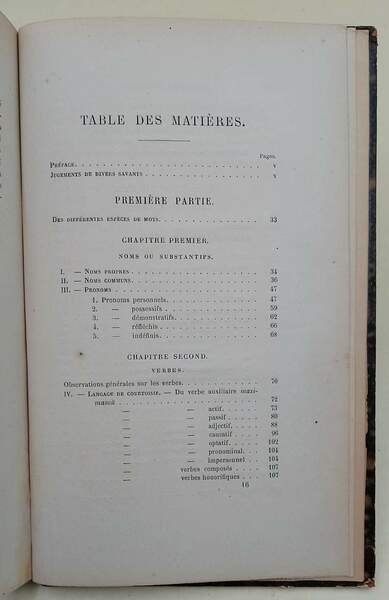 TABLE DES MATIÈRES.
Pages.
PRÉFACE. . . . . . . . . . . . . . . . . . . . . . v
JUGEMENTS DE DIVERS SAVANTS . . . . . . . . . . . . . v
PREMIÈRE PARTIE.
DES DIFFÉRENTES ESPÈCES DE MOTS. . . . . . . . . . . . 33
CHAPITRE PREMIER.
NOMS OU SUBSTANTIFS.
I. — NOMS PROPRES . . . . . . . . . . . . . . . . . 34
II. — NOMS COMMUNS . . . . . . . . . . . . . . . . . 36
III. — PRONOMS . . . . . . . . . . . . . . . . . . . 47
1. Pronoms personnels. . . . . . . . . . . . . . 47
2. — possessifs . . . . . . . . . . . . . . 59
3. — démonstratifs. . . . . . . . . . . . . 62
4. — réfléchis . . . . . . . . . . . . . . 66
5. — indéfinis. . . . . . . . . . . . . . . 68
CHAPITRE SECOND.
VERBES.
Observations générales sur les verbes. . . . . . . . . . 70
IV. — LANGAGE DE COURTOISIE. — Du verbe auxiliaire
72
— — actif. . . . . . 73
— — passif . . . . . 80
— — adjectif. . . . . 88
— — causatif . . . . 96
— — optatif. . . . . 102
— — pronominal. . . 104
— — impersonnel . . . 104
— verbes composés . . . . 107
— verbes honorifiques . . . 107
16